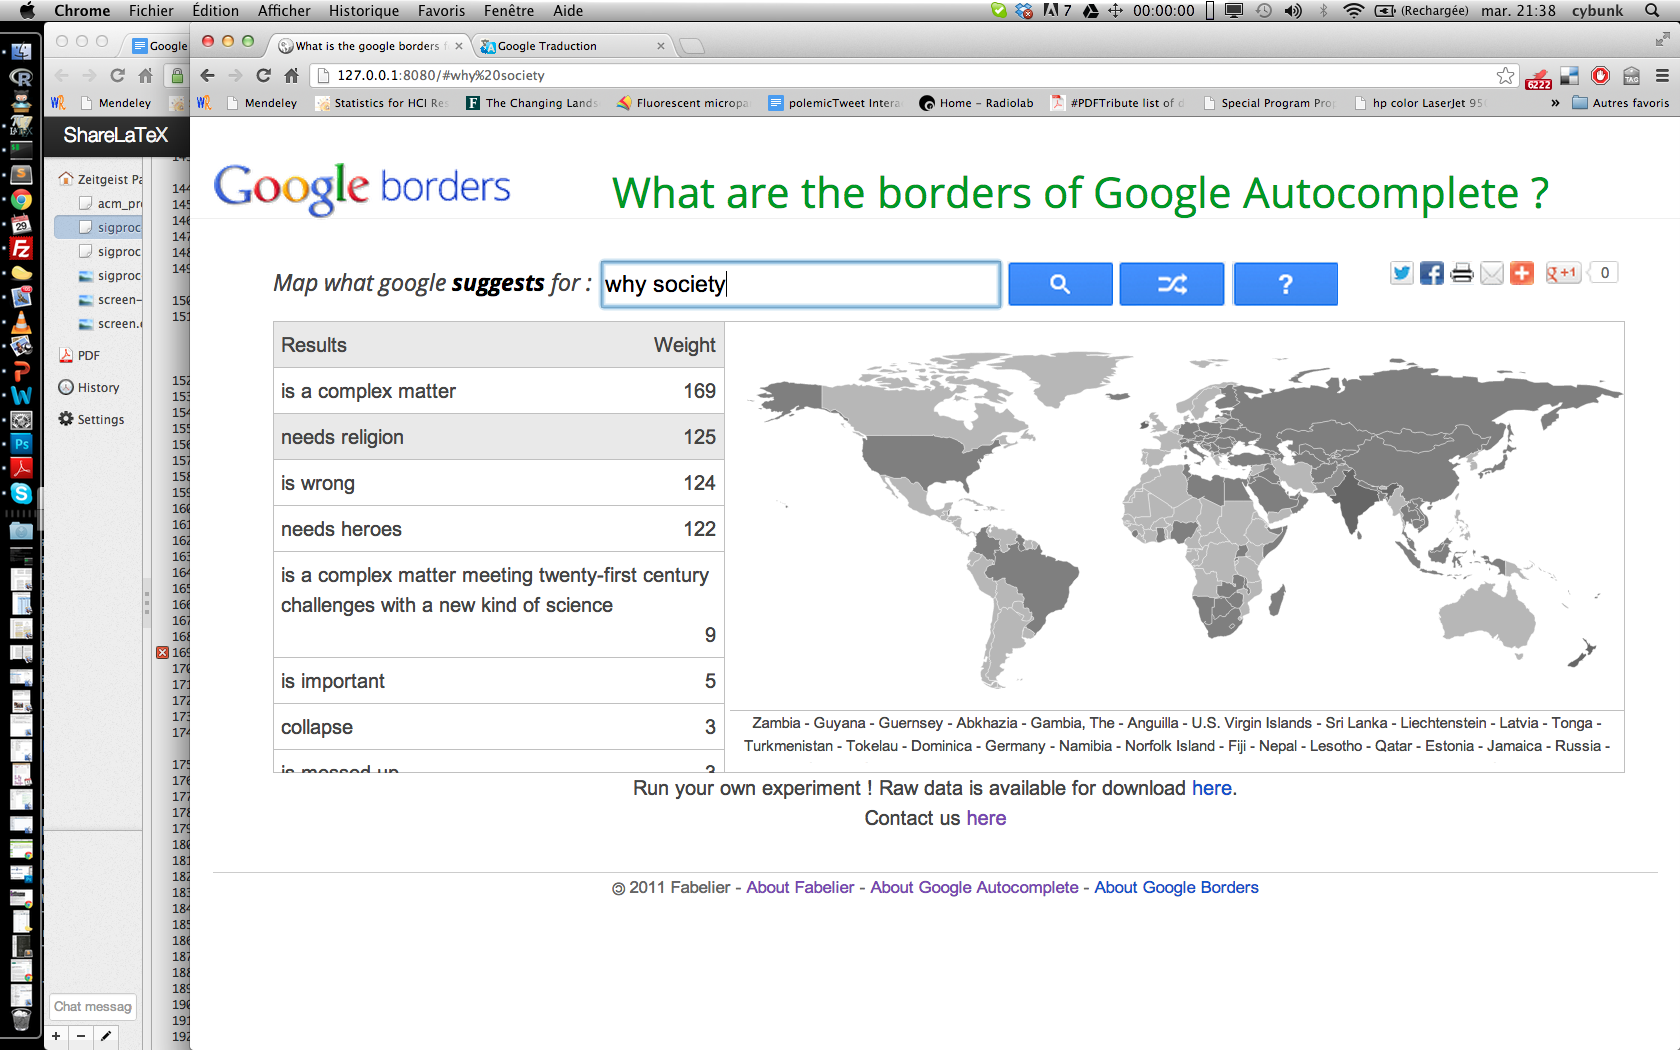 Chrome Fichier Édition Afficher Historique Favoris Fenêtre Aide
7 00:00:00 (Rechargée) mar. 21:38 cybunk
Google
What is the google borders
Google Traduction
127.0.0.1:8080/#why%20society
Mendeley
Mendeley
Statistics for HCI Res
The Changing Lands
Fluorescent micropa
polemicTweet Intera
Home – Radiolab
#PDFTribute list of d
Special Program Pro
hp color LaserJet 95
»
Autres favoris
6222
TAG
ShareLaTeX
Zeitgeist Pa
acm_pr
sigproc
sigproc
sigproc
screen-
screen.
PDF
History
Settings
Chat messag
Google borders
What are the borders of Google Autocomplete ?
Map what google suggests for :
why society
?
+1
0
Results Weight
is a complex matter 169
needs religion 125
is wrong 124
needs heroes 122
is a complex matter meeting twenty-first century
challenges with a new kind of science
9
is important 5
collapse 3
is messed up 3
Zambia - Guyana - Guernsey - Abkhazia - Gambia, The - Anguilla - U.S. Virgin Islands - Sri Lanka - Liechtenstein - Latvia - Tonga -
Turkmenistan - Tokelau - Dominica - Germany - Namibia - Norfolk Island - Fiji - Nepal - Lesotho - Qatar - Estonia - Jamaica - Russia -
Run your own experiment ! Raw data is available for download here.
Contact us here
@ 2011 Fabelier - About Fabelier - About Google Autocomplete - About Google Borders